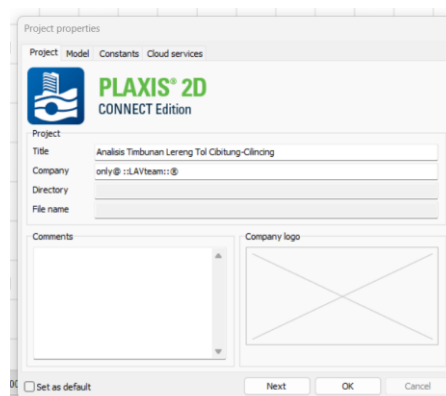 Project properties
Project Model Constants Cloud services
PLAXIS® 2D
CONNECT Edition
Project
Title Analisis Timbunan Lereng Tol Cibitung-Cilincing
Company only@ ::LAVteam::®
Directory
File name
Comments Company logo
Set as default Next OK Cancel